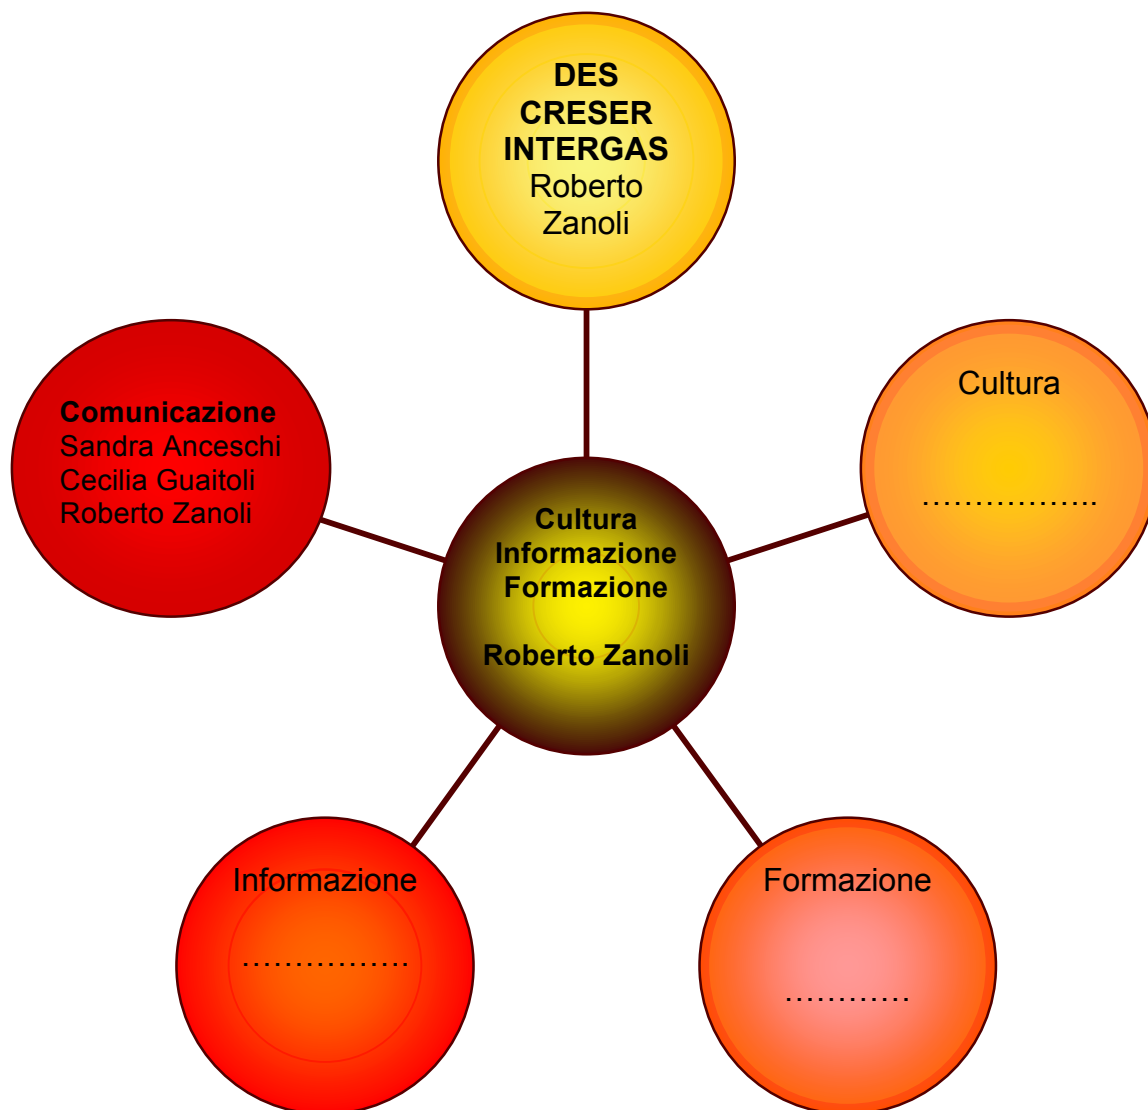 DES
CRESER
INTERGAS
Roberto
Zanoli
Cultura
................
Comunicazione
Sandra Anceschi
Cecilia Guaitoli
Roberto Zanoli
Cultura
Informazione
Formazione
Roberto Zanoli
Informazione
................
Formazione
............